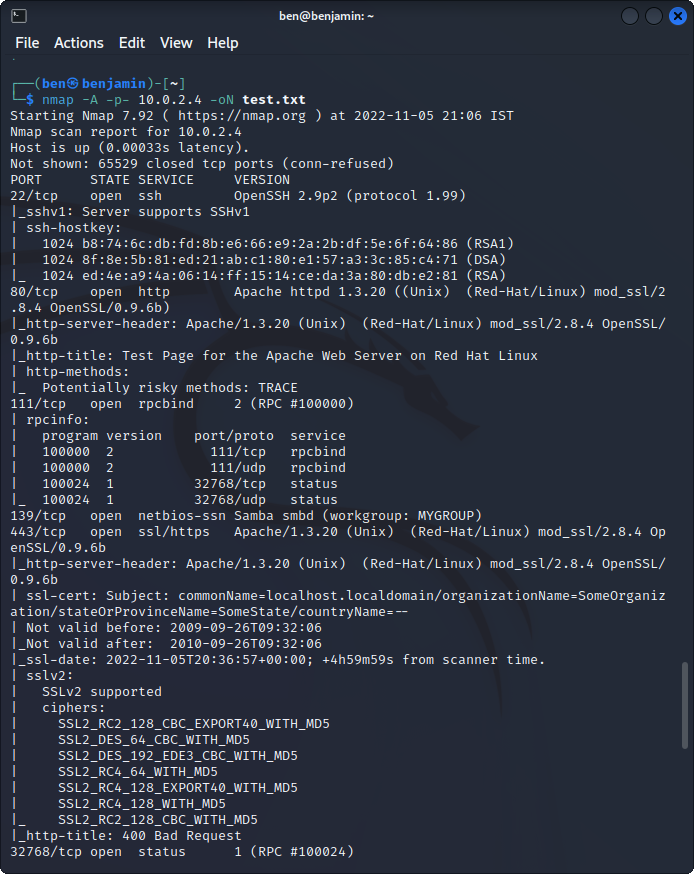 ben@benjamin: ~
File Actions Edit View Help
┌──(ben㉿benjamin)-[~]
└─$ nmap -A -p- 10.0.2.4 -oN test.txt
Starting Nmap 7.92 ( https://nmap.org ) at 2022-11-05 21:06 IST
Nmap scan report for 10.0.2.4
Host is up (0.00033s latency).
Not shown: 65529 closed tcp ports (conn-refused)
PORT      STATE SERVICE     VERSION
22/tcp    open  ssh         OpenSSH 2.9p2 (protocol 1.99)
|_sshv1: Server supports SSHv1
| ssh-hostkey:
|   1024 b8:74:6c:db:fd:8b:e6:66:e9:2a:2b:df:5e:6f:64:86 (RSA1)
|   1024 8f:8e:5b:81:ed:21:ab:c1:80:e1:57:a3:3c:85:c4:71 (DSA)
|_  1024 ed:4e:a9:4a:06:14:ff:15:14:ce:da:3a:80:db:e2:81 (RSA)
80/tcp    open  http        Apache httpd 1.3.20 ((Unix)  (Red-Hat/Linux) mod_ssl/2
.8.4 OpenSSL/0.9.6b)
|_http-server-header: Apache/1.3.20 (Unix)  (Red-Hat/Linux) mod_ssl/2.8.4 OpenSSL/
0.9.6b
|_http-title: Test Page for the Apache Web Server on Red Hat Linux
| http-methods:
|_  Potentially risky methods: TRACE
111/tcp   open  rpcbind     2 (RPC #100000)
| rpcinfo:
|   program version    port/proto  service
|   100000  2            111/tcp   rpcbind
|   100000  2            111/udp   rpcbind
|   100024  1          32768/tcp   status
|_  100024  1          32768/udp   status
139/tcp   open  netbios-ssn Samba smbd (workgroup: MYGROUP)
443/tcp   open  ssl/https   Apache/1.3.20 (Unix)  (Red-Hat/Linux) mod_ssl/2.8.4 Op
enSSL/0.9.6b
|_http-server-header: Apache/1.3.20 (Unix)  (Red-Hat/Linux) mod_ssl/2.8.4 OpenSSL/
0.9.6b
| ssl-cert: Subject: commonName=localhost.localdomain/organizationName=SomeOrganiz
ation/stateOrProvinceName=SomeState/countryName=--
| Not valid before: 2009-09-26T09:32:06
|_Not valid after:  2010-09-26T09:32:06
|_ssl-date: 2022-11-05T20:36:57+00:00; +4h59m59s from scanner time.
| sslv2:
|   SSLv2 supported
|   ciphers:
|     SSL2_RC2_128_CBC_EXPORT40_WITH_MD5
|     SSL2_DES_64_CBC_WITH_MD5
|     SSL2_DES_192_EDE3_CBC_WITH_MD5
|     SSL2_RC4_64_WITH_MD5
|     SSL2_RC4_128_EXPORT40_WITH_MD5
|     SSL2_RC4_128_WITH_MD5
|_    SSL2_RC2_128_CBC_WITH_MD5
|_http-title: 400 Bad Request
32768/tcp open  status      1 (RPC #100024)